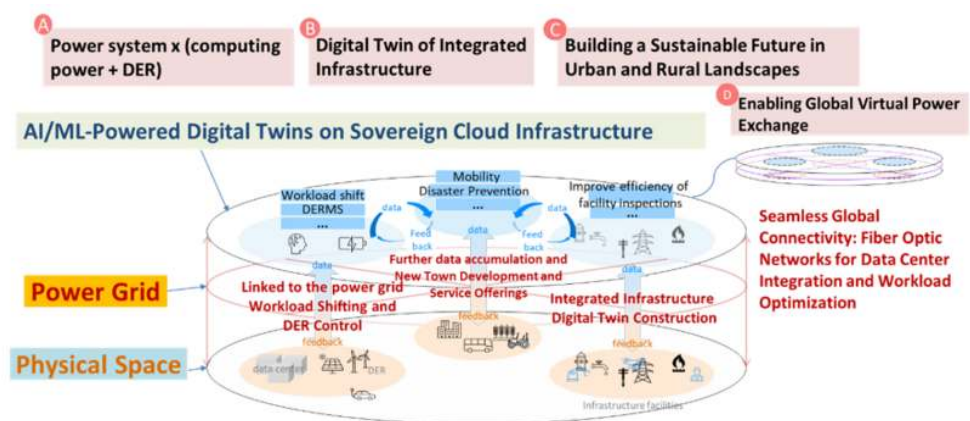 A
Power system x (computing
power + DER)
B
Digital Twin of Integrated
Infrastructure
C
Building a Sustainable Future in
Urban and Rural Landscapes
D
Enabling Global Virtual Power
Exchange
AI/ML-Powered Digital Twins on Sovereign Cloud Infrastructure
Workload shift
DERMS
...
Mobility
Disaster Prevention
...
Improve efficiency of
facility inspections
...
data
data
Feed
back
Feed
back
data
data
data
Further data accumulation and
New Town Development and
Service Offerings
Linked to the power grid
Workload Shifting and
DER Control
Integrated Infrastructure
Digital Twin Construction
Seamless Global
Connectivity: Fiber Optic
Networks for Data Center
Integration and Workload
Optimization
Power Grid
Physical Space
feedback
feedback
feedback
data center
DER
Infrastructure facilities